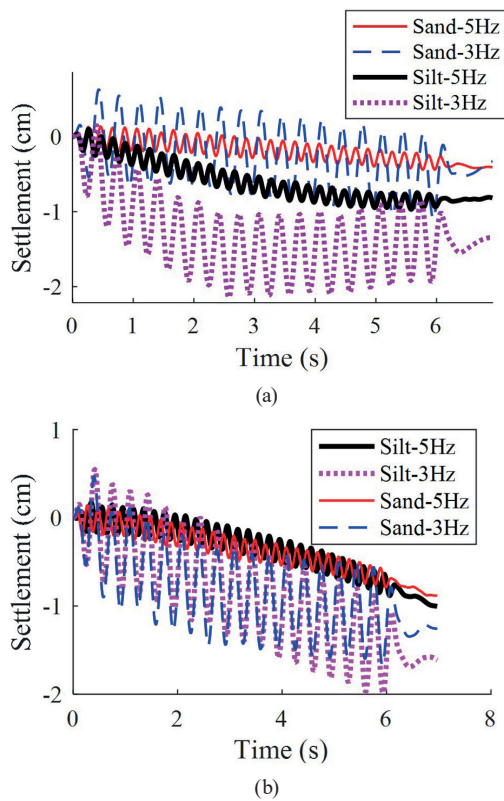 Sand-5Hz
Sand-3Hz
Silt-5Hz
Silt-3Hz
Settlement (cm)
0
-1
-2
0 1 2 3 4 5 6
Time (s)
(a)
Silt-5Hz
Silt-3Hz
Sand-5Hz
Sand-3Hz
Settlement (cm)
1
0
-1
-2
0 2 4 6 8
Time (s)
(b)